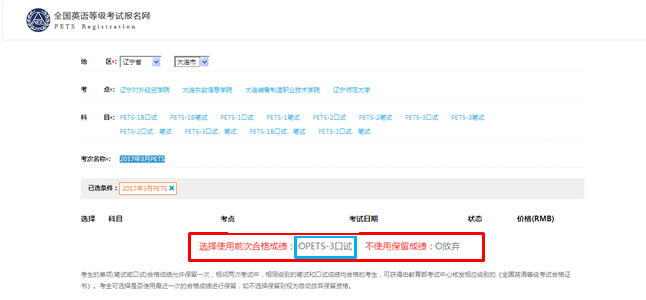 全国英语等级考试报名网
PETS Registration
地 区*: 辽宁省 大连市
考 点*: 辽宁对外经贸学院 大连东软信息学院 大连装备制造职业技术学院 辽宁师范大学
科 目*: PETS-1B口试 PETS-1B笔试 PETS-1口试 PETS-1笔试 PETS-2口试 PETS-2笔试 PETS-3口试 PETS-3笔试
PETS-2口试、笔试 PETS-3口试、笔试 PETS-1B口试、笔试 PETS-1口试、笔试
考次名称*: 2017年3月PETS
已选条件: 2017年3月PETS ×
选择 科目 考点 考试日期 状态 价格(RMB)
选择使用前次合格成绩:OPETS-3口试 不使用保留成绩:O放弃
考生的单项(笔试或口试)合格成绩允许保留一次,相邻两次考试中,相同级别的笔试和口试成绩均合格的考生,可获得由教育部考试中心核发相应级别的《全国英语等级考试合格证
书》。考生可选择是否使用最近一次的合格成绩进行保留,如不选择保留则视为自动放弃保留资格。